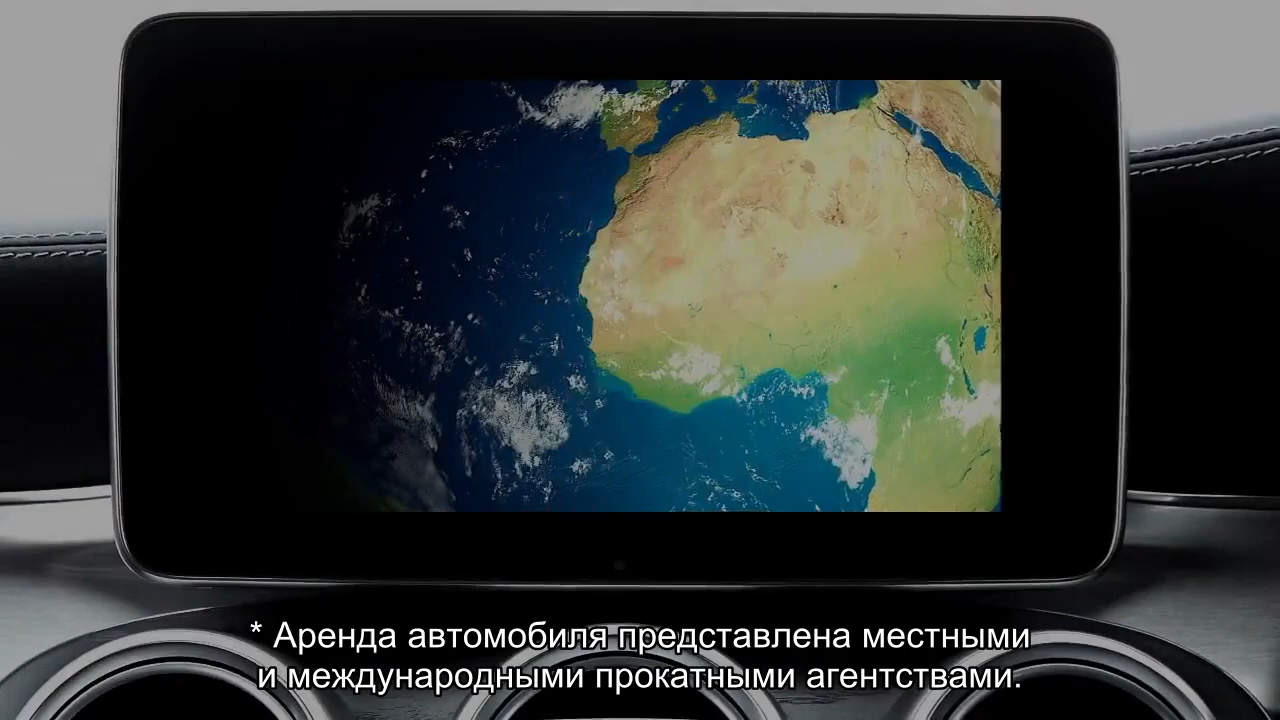 * Аренда автомобиля представлена местными
и международными прокатными агентствами.